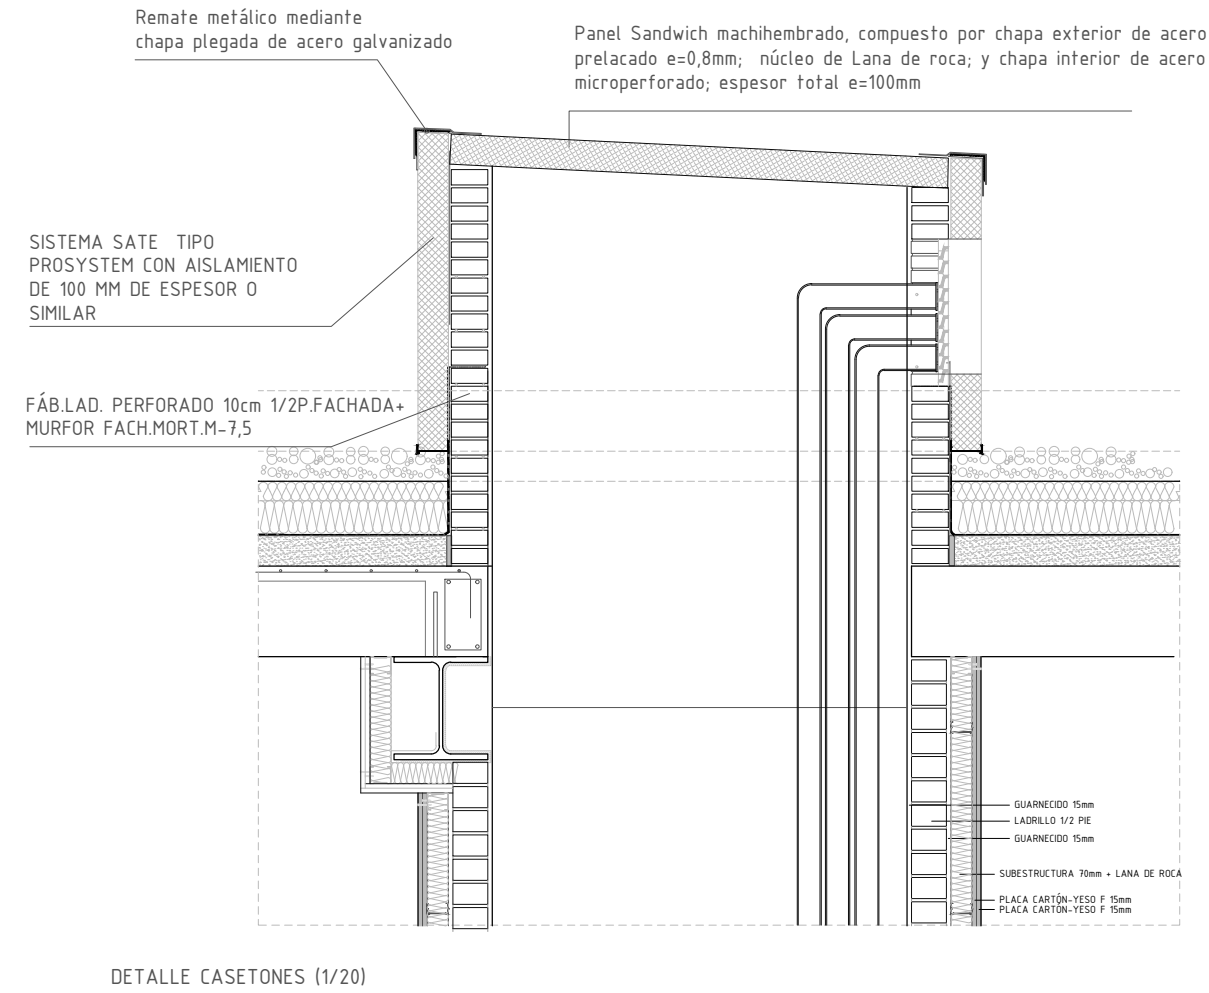 Remate metálico mediante
chapa plegada de acero galvanizado
Panel Sandwich machihembrado, compuesto por chapa exterior de acero
prelacado e=0,8mm; núcleo de Lana de roca; y chapa interior de acero
microperforado; espesor total e=100mm
SISTEMA SATE TIPO
PROSYSTEM CON AISLAMIENTO
DE 100 MM DE ESPESOR O
SIMILAR
FÁB.LAD. PERFORADO 10cm 1/2P.FACHADA+
MURFOR FACH.MORT.M-7,5
GUARNECIDO 15mm
LADRILLO 1/2 PIE
GUARNECIDO 15mm
SUBESTRUCTURA 70mm + LANA DE ROCA
PLACA CARTÓN-YESO F 15mm
PLACA CARTÓN-YESO F 15mm
DETALLE CASETONES (1/20)